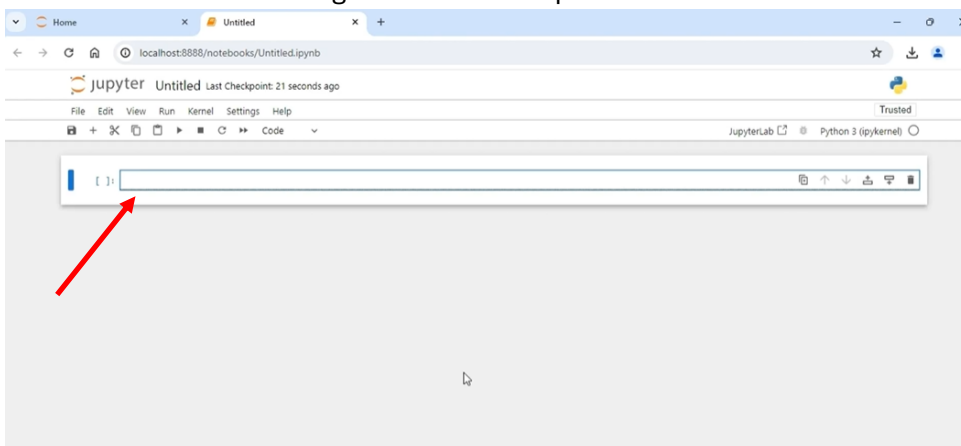 Home
Untitled
localhost:8888/notebooks/Untitled.ipynb
jupyter Untitled Last Checkpoint: 21 seconds ago
File Edit View Run Kernel Settings Help
Trusted
Code
JupyterLab
Python 3 (ipykernel)
[ ]: